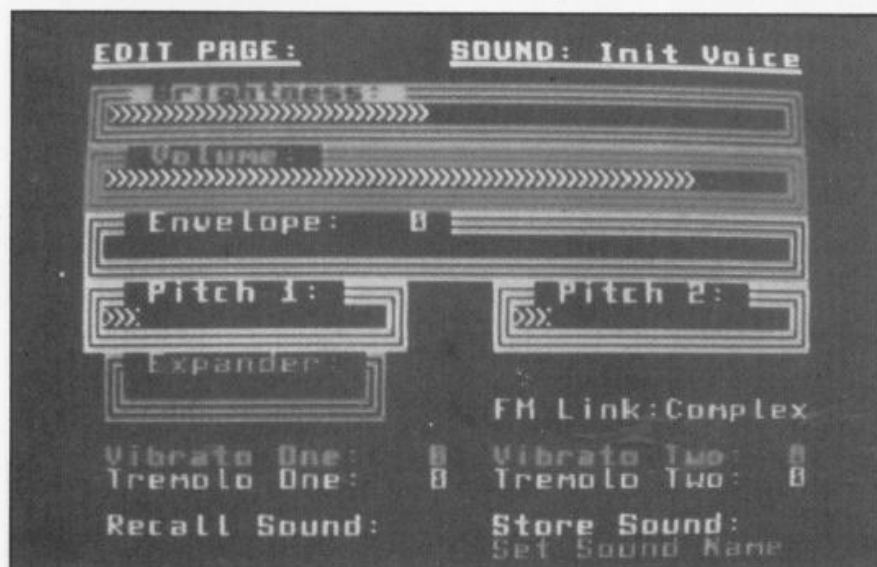 EDIT PAGE: SOUND: Init Voice
Brightness:
Volume:
Envelope: 0
Pitch 1: Pitch 2:
Expander:
FM Link:Complex
Vibrato One: 0 Vibrato Two: 0
Tremolo One: 0 Tremolo Two: 0
Recall Sound: Store Sound:
Set Sound Name